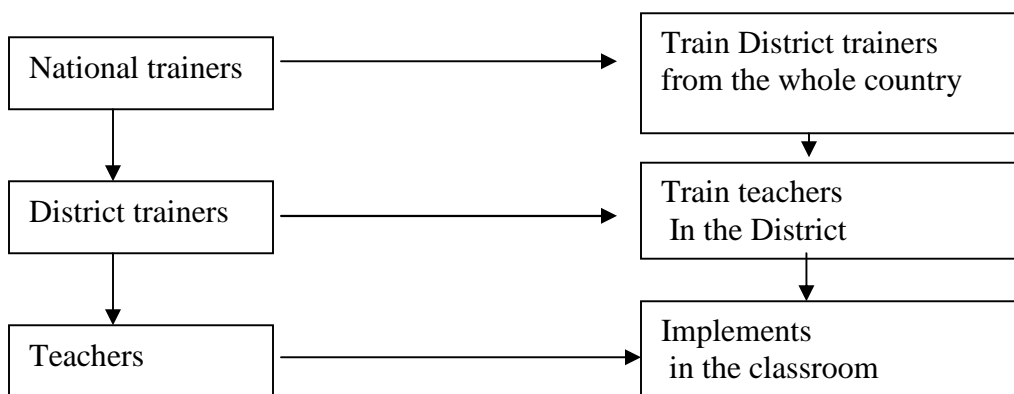 National trainers
Train District trainers
from the whole country
District trainers
Train teachers
In the District
Teachers
Implements
in the classroom